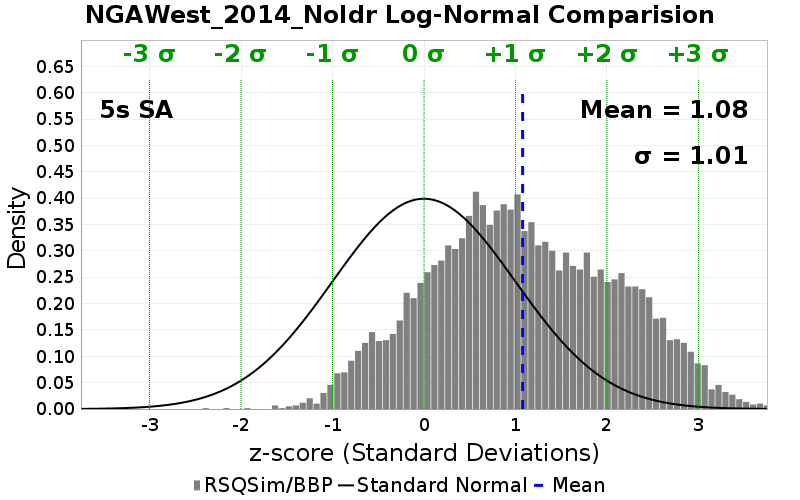 NGAWest_2014_NoIdr Log-Normal Comparision
-3 σ -2 σ -1 σ 0 σ +1 σ +2 σ +3 σ
5s SA
Mean = 1.08
σ = 1.01
Density
0.65
0.60
0.55
0.50
0.45
0.40
0.35
0.30
0.25
0.20
0.15
0.10
0.05
0.00
-3 -2 -1 0 1 2 3
z-score (Standard Deviations)
RSQSim/BBP Standard Normal Mean